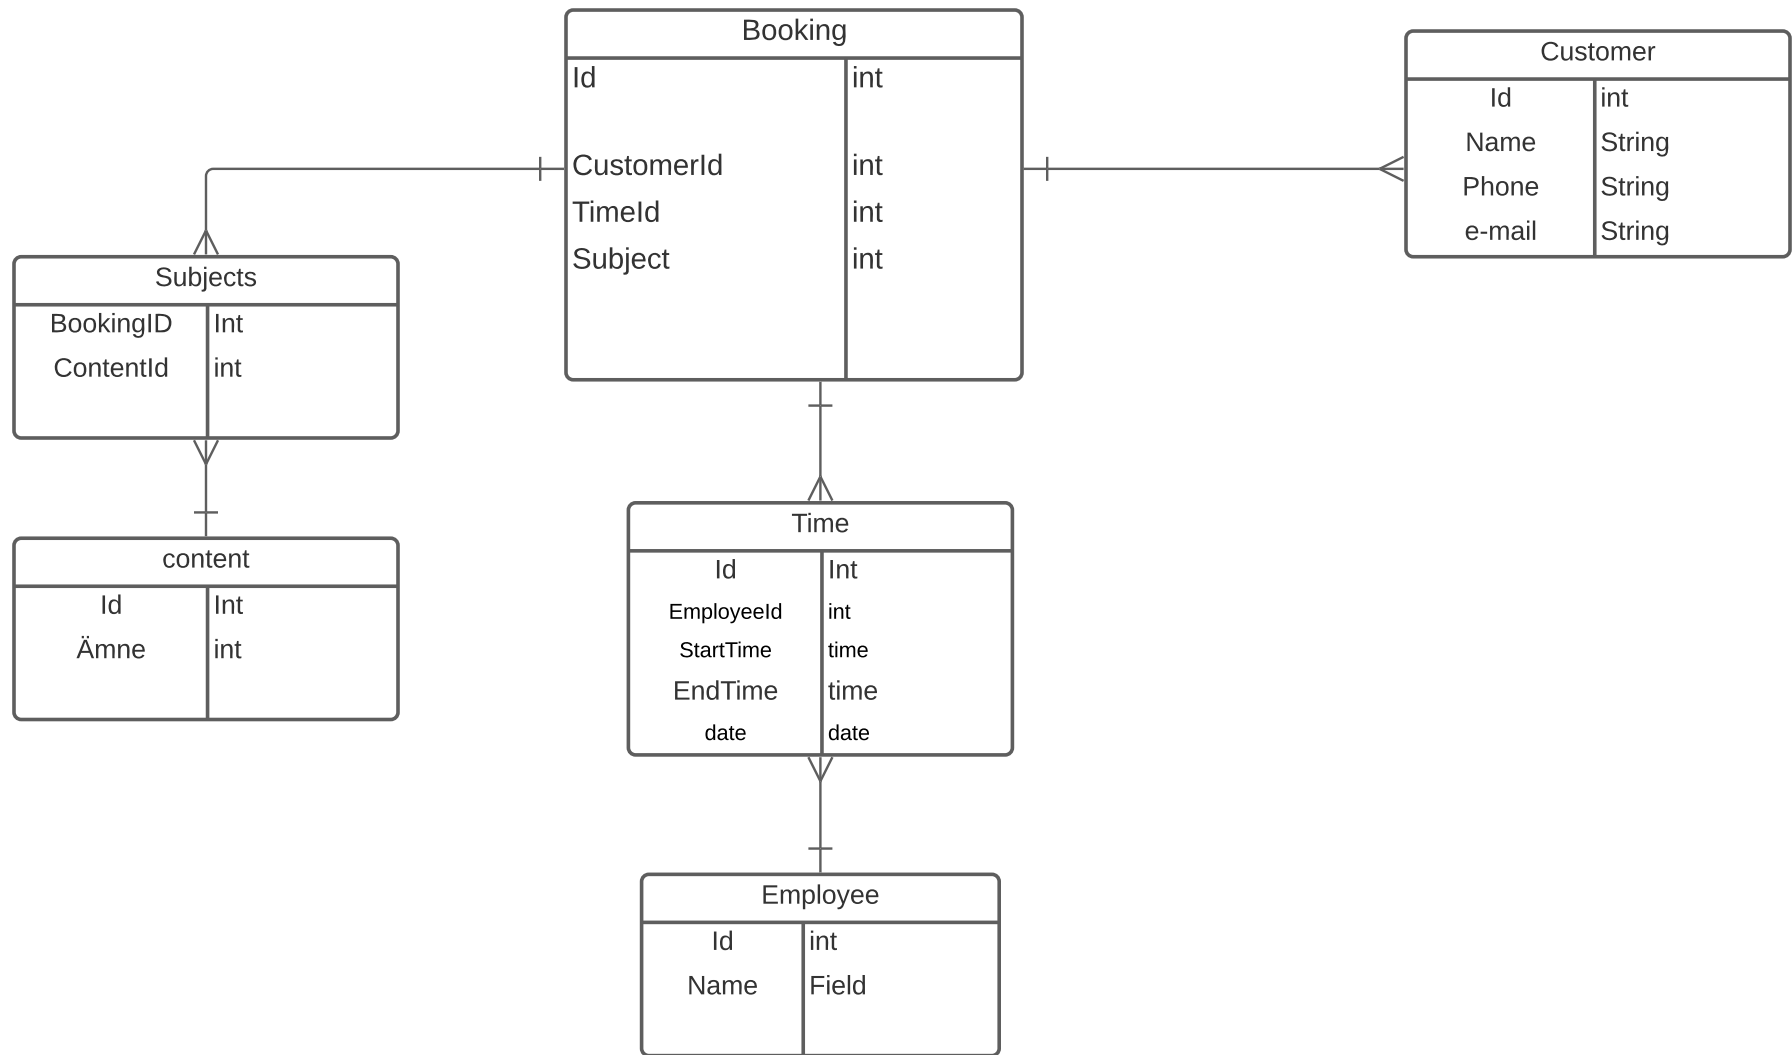 Booking
Id int
CustomerId int
TimeId int
Subject int
Customer
Id int
Name String
Phone String
e-mail String
Subjects
BookingID Int
ContentId int
content
Id Int
Ämne int
Time
Id Int
EmployeeId int
StartTime time
EndTime time
date date
Employee
Id int
Name Field